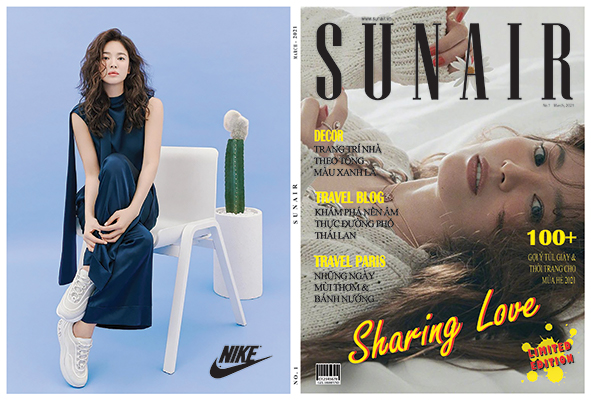 NIKE
MARCH - 2021
SUNAIR
NO.1
www.sunair.vn
SUNAIR
No 1 March, 2021
DECOR
TRANG TRÍ NHÀ
THEO TÔNG
MÀU XANH LÁ
TRAVEL BLOG
KHÁM PHÁ NỀN ẨM
THỰC ĐƯỜNG PHỐ
THÁI LAN
TRAVEL PARIS
NHỮNG NGÀY
MÙI THƠM &
BÁNH NƯỚNG
100+
GỢI Ý TÚI, GIÀY &
THỜI TRANG CHO
MÙA HÈ 2021
Sharing Love
LIMITED
EDITION